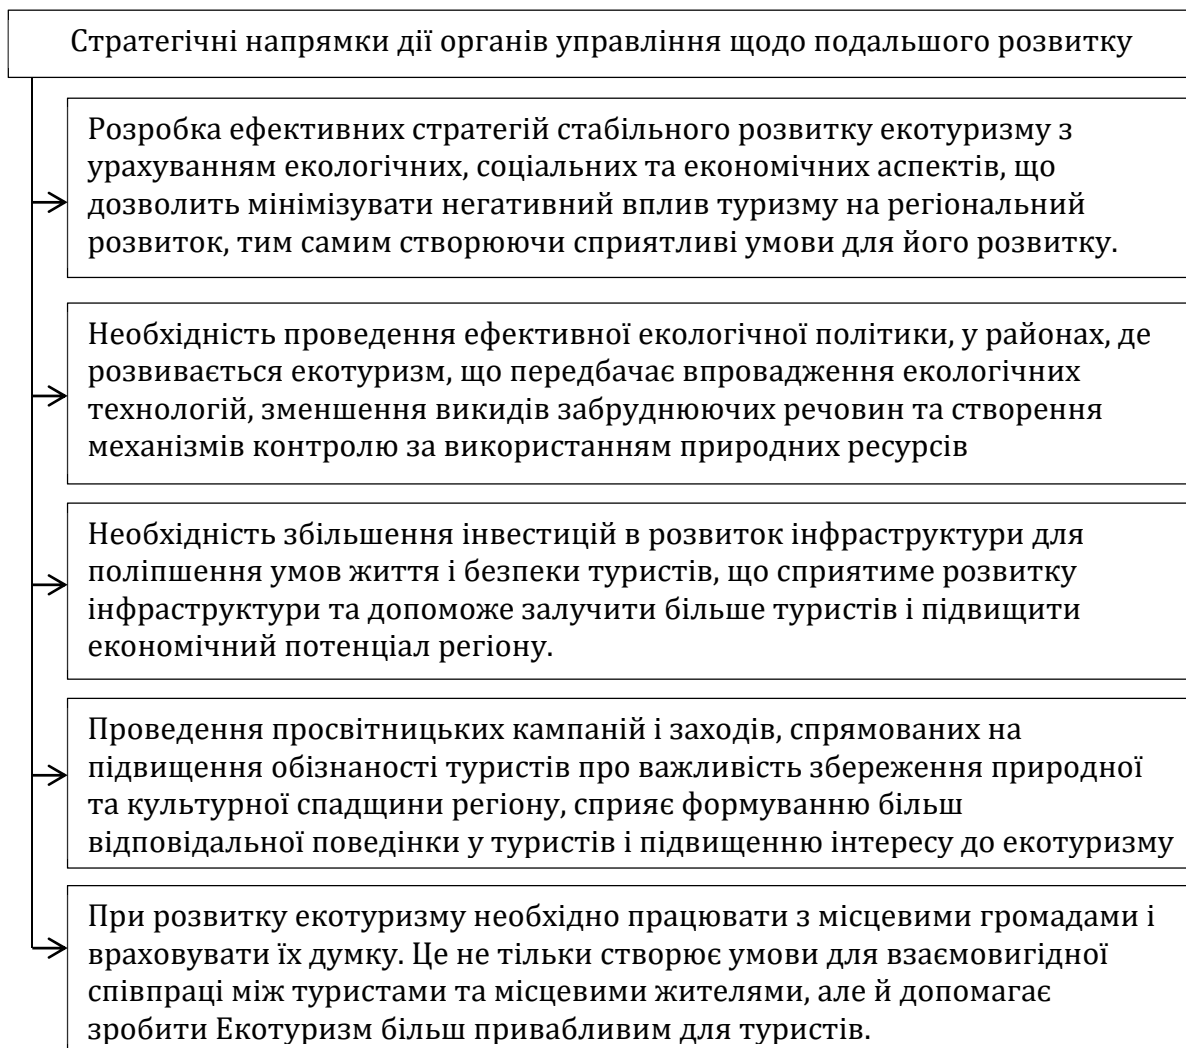 Стратегічні напрямки дії органів управління щодо подальшого розвитку
Розробка ефективних стратегій стабільного розвитку екотуризму з
урахуванням екологічних, соціальних та економічних аспектів, що
дозволить мінімізувати негативний вплив туризму на регіональний
розвиток, тим самим створюючи сприятливі умови для його розвитку.
Необхідність проведення ефективної екологічної політики, у районах, де
розвивається екотуризм, що передбачає впровадження екологічних
технологій, зменшення викидів забруднюючих речовин та створення
механізмів контролю за використанням природних ресурсів
Необхідність збільшення інвестицій в розвиток інфраструктури для
поліпшення умов життя і безпеки туристів, що сприятиме розвитку
інфраструктури та допоможе залучити більше туристів і підвищити
економічний потенціал регіону.
Проведення просвітницьких кампаній і заходів, спрямованих на
підвищення обізнаності туристів про важливість збереження природної
та культурної спадщини регіону, сприяє формуванню більш
відповідальної поведінки у туристів і підвищенню інтересу до екотуризму
При розвитку екотуризму необхідно працювати з місцевими громадами і
враховувати їх думку. Це не тільки створює умови для взаємовигідної
співпраці між туристами та місцевими жителями, але й допомагає
зробити Екотуризм більш привабливим для туристів.